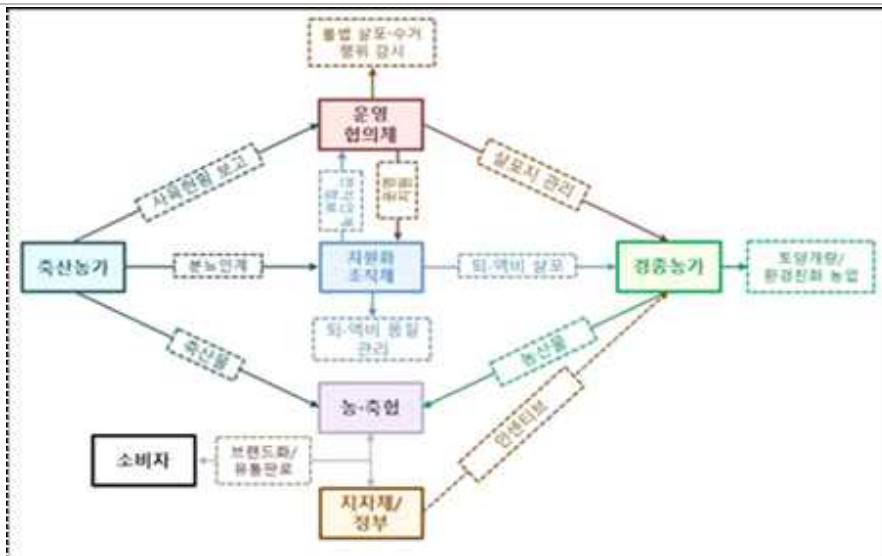 불법 살포·수거
행위 감시
운영
협의체
사육현황 보고
운영
지원
살포지 관리
축산농가
분뇨인계
자원화
조직체
퇴·액비 살포
경종농가
토양개량/
환경친화 농업
퇴·액비 품질
관리
축산물
농산물
농·축협
인센티브
소비자
브랜드화/
유통판로
지자체/
정부